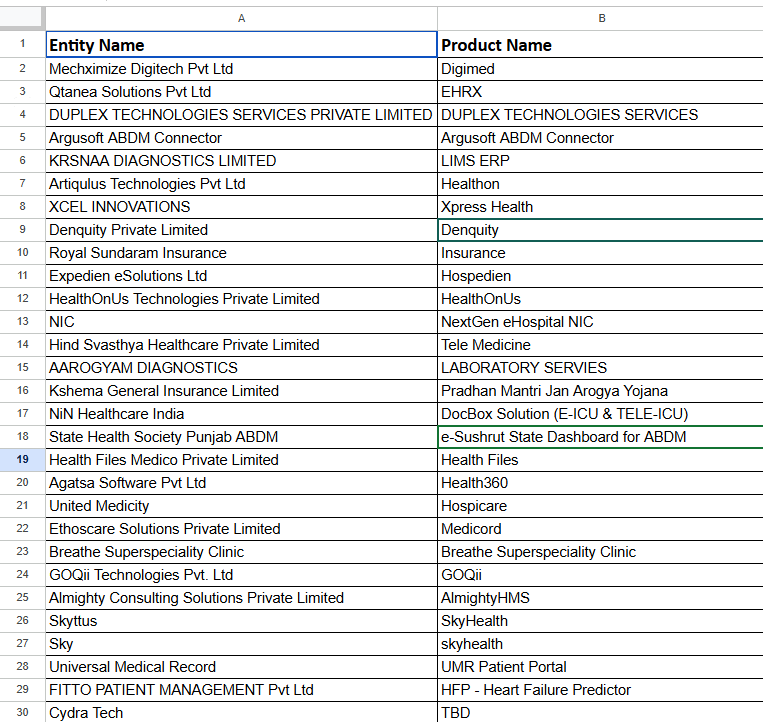 A B
1 Entity Name Product Name
2 Mechximize Digitech Pvt Ltd Digimed
3 Qtanea Solutions Pvt Ltd EHRX
4 DUPLEX TECHNOLOGIES SERVICES PRIVATE LIMITED DUPLEX TECHNOLOGIES SERVICES
5 Argusoft ABDM Connector Argusoft ABDM Connector
6 KRSNAA DIAGNOSTICS LIMITED LIMS ERP
7 Artiqulus Technologies Pvt Ltd Healthon
8 XCEL INNOVATIONS Xpress Health
9 Denquity Private Limited Denquity
10 Royal Sundaram Insurance Insurance
11 Expedien eSolutions Ltd Hospedien
12 HealthOnUs Technologies Private Limited HealthOnUs
13 NIC NextGen eHospital NIC
14 Hind Svasthya Healthcare Private Limited Tele Medicine
15 AAROGYAM DIAGNOSTICS LABORATORY SERVIES
16 Kshema General Insurance Limited Pradhan Mantri Jan Arogya Yojana
17 NiN Healthcare India DocBox Solution (E-ICU & TELE-ICU)
18 State Health Society Punjab ABDM e-Sushrut State Dashboard for ABDM
19 Health Files Medico Private Limited Health Files
20 Agatsa Software Pvt Ltd Health360
21 United Medicity Hospicare
22 Ethoscare Solutions Private Limited Medicord
23 Breathe Superspeciality Clinic Breathe Superspeciality Clinic
24 GOQii Technologies Pvt. Ltd GOQii
25 Almighty Consulting Solutions Private Limited AlmightyHMS
26 Skyttus SkyHealth
27 Sky skyhealth
28 Universal Medical Record UMR Patient Portal
29 FITTO PATIENT MANAGEMENT Pvt Ltd HFP - Heart Failure Predictor
30 Cydra Tech TBD